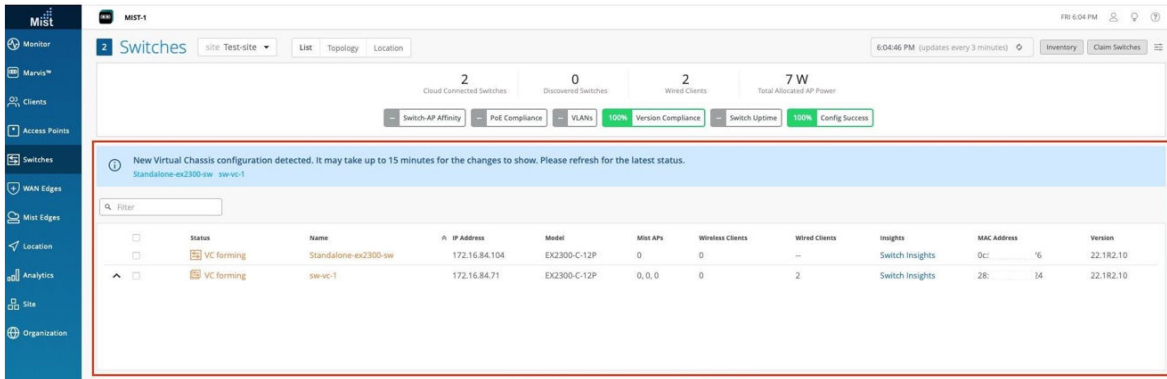 Mist
MIST-1
FRI 6:04 PM
Monitor
Marvis™
Clients
Access Points
Switches
WAN Edges
Mist Edges
Location
Analytics
Site
Organization
2 Switches site Test-site List Topology Location 6:04:46 PM (updates every 3 minutes) Inventory Claim Switches
2 0 2 7 W
Cloud Connected Switches Discovered Switches Wired Clients Total Allocated AP Power
-- Switch-AP Affinity -- PoE Compliance -- VLANs 100% Version Compliance -- Switch Uptime 100% Config Success
New Virtual Chassis configuration detected. It may take up to 15 minutes for the changes to show. Please refresh for the latest status.
Standalone-ex2300-sw sw-vc-1
Filter
Status Name IP Address Model Mist APs Wireless Clients Wired Clients Insights MAC Address Version
VC forming Standalone-ex2300-sw 172.16.84.104 EX2300-C-12P 0 0 -- Switch Insights 0c: 22.1R2.10
VC forming sw-vc-1 172.16.84.71 EX2300-C-12P 0, 0, 0 0 2 Switch Insights 28: 22.1R2.10